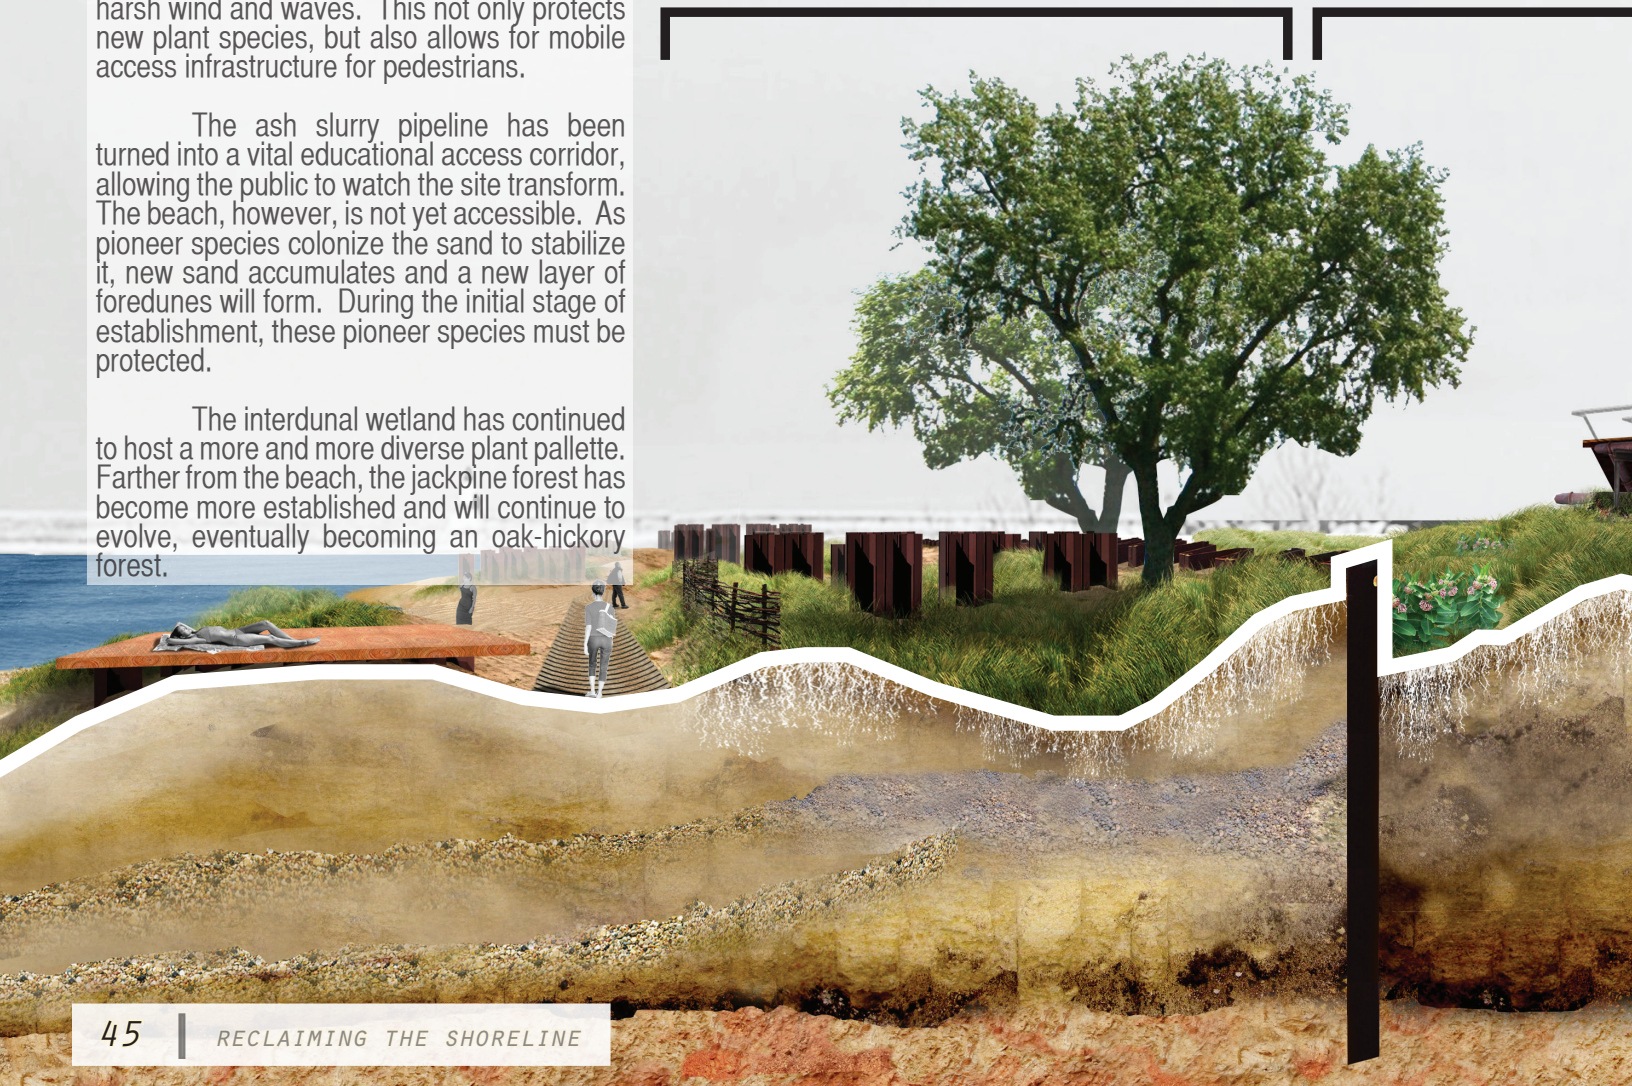 harsh wind and waves.  This not only protects
new plant species, but also allows for mobile
access infrastructure for pedestrians.
The ash slurry pipeline has been
turned into a vital educational access corridor,
allowing the public to watch the site transform.
The beach, however, is not yet accessible.  As
pioneer species colonize the sand to stabilize
it, new sand accumulates and a new layer of
foredunes will form.  During the initial stage of
establishment, these pioneer species must be
protected.
The interdunal wetland has continued
to host a more and more diverse plant pallette.
Farther from the beach, the jackpine forest has
become more established and will continue to
evolve, eventually becoming an oak-hickory
forest.
45 | RECLAIMING THE SHORELINE